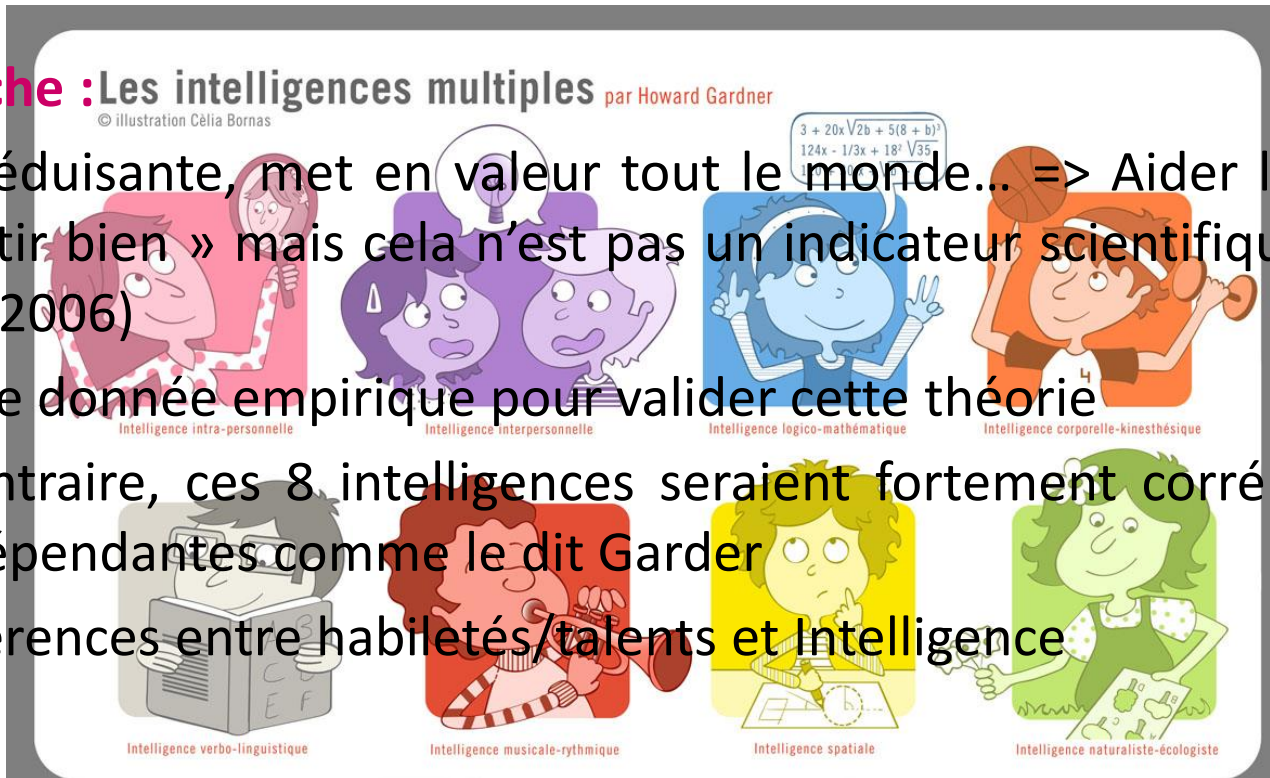 che :
Les intelligences multiples par Howard Gardner
© illustration Cèlia Bornas
3 + 20x √2b + 5(8 + b)³
124x - 1/3x + 18² √35
éduisante, met en valeur tout le monde… => Aider l
tir bien » mais cela n’est pas un indicateur scientifiqu
2006)
e donnée empirique pour valider cette théorie
Intelligence intra-personnelle
Intelligence interpersonnelle
Intelligence logico-mathématique
Intelligence corporelle-kinesthésique
4
ntraire, ces 8 intelligences seraient fortement corré
épendantes comme le dit Garder
érences entre habiletés/talents et Intelligence
A B
C
E F
Intelligence verbo-linguistique
Intelligence musicale-rythmique
Intelligence spatiale
Intelligence naturaliste-écologiste